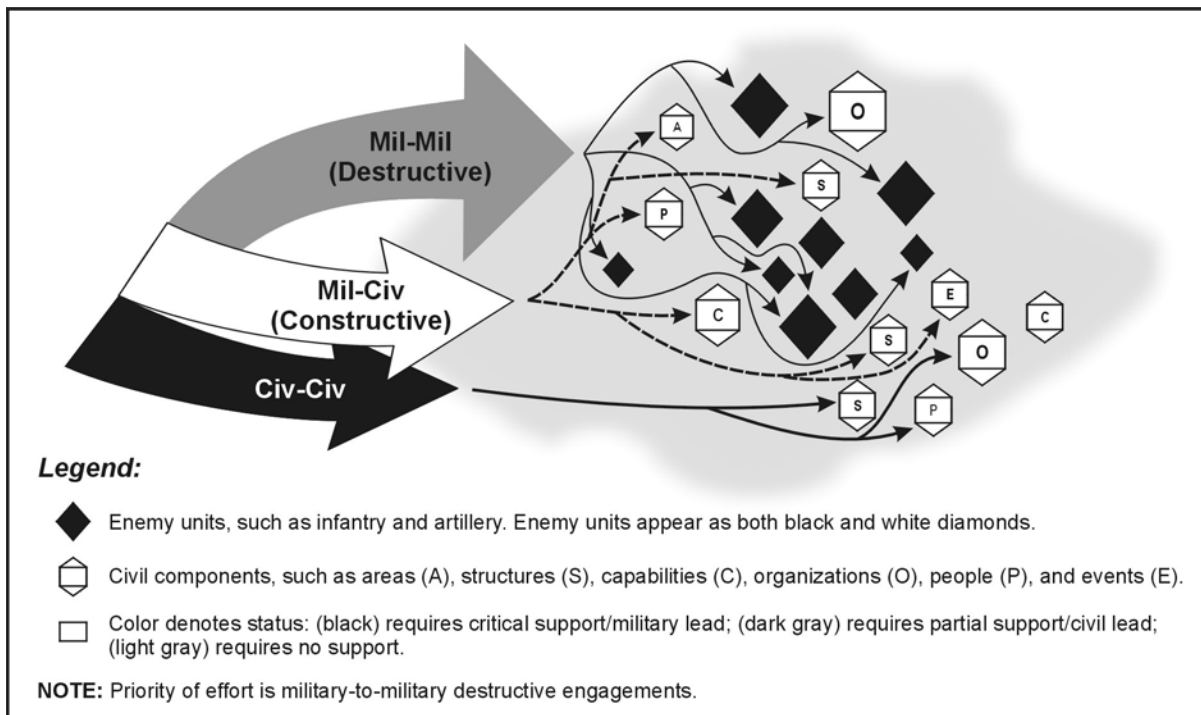 Mil-Mil
(Destructive)
Mil-Civ
(Constructive)
Civ-Civ
A
O
S
P
C
E
C
S
O
S
P
Legend:
Enemy units, such as infantry and artillery. Enemy units appear as both black and white diamonds.
Civil components, such as areas (A), structures (S), capabilities (C), organizations (O), people (P), and events (E).
Color denotes status: (black) requires critical support/military lead; (dark gray) requires partial support/civil lead;
(light gray) requires no support.
NOTE: Priority of effort is military-to-military destructive engagements.